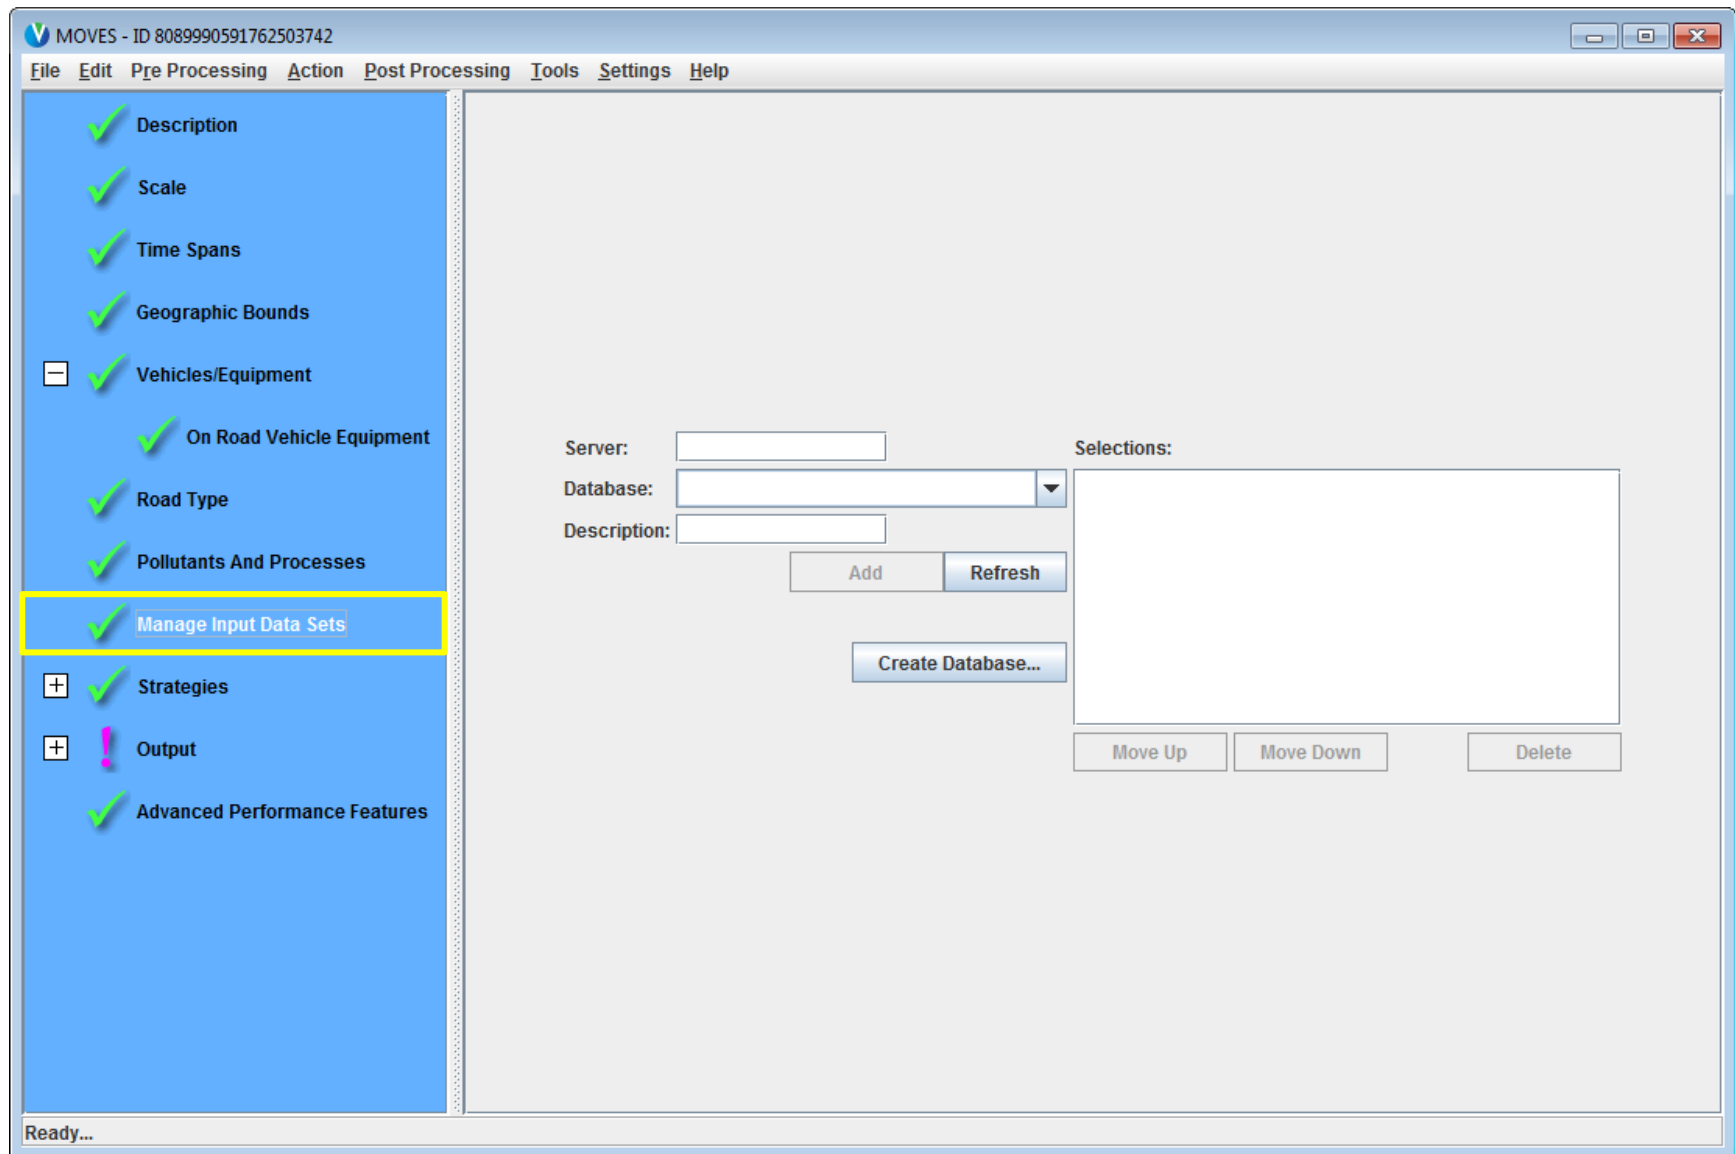 MOVES - ID 8089990591762503742
File Edit Pre Processing Action Post Processing Tools Settings Help
Description
Scale
Time Spans
Geographic Bounds
Vehicles/Equipment
On Road Vehicle Equipment
Road Type
Pollutants And Processes
Manage Input Data Sets
Strategies
Output
Advanced Performance Features
Server:
Database:
Description:
Add Refresh
Create Database...
Selections:
Move Up Move Down Delete
Ready...